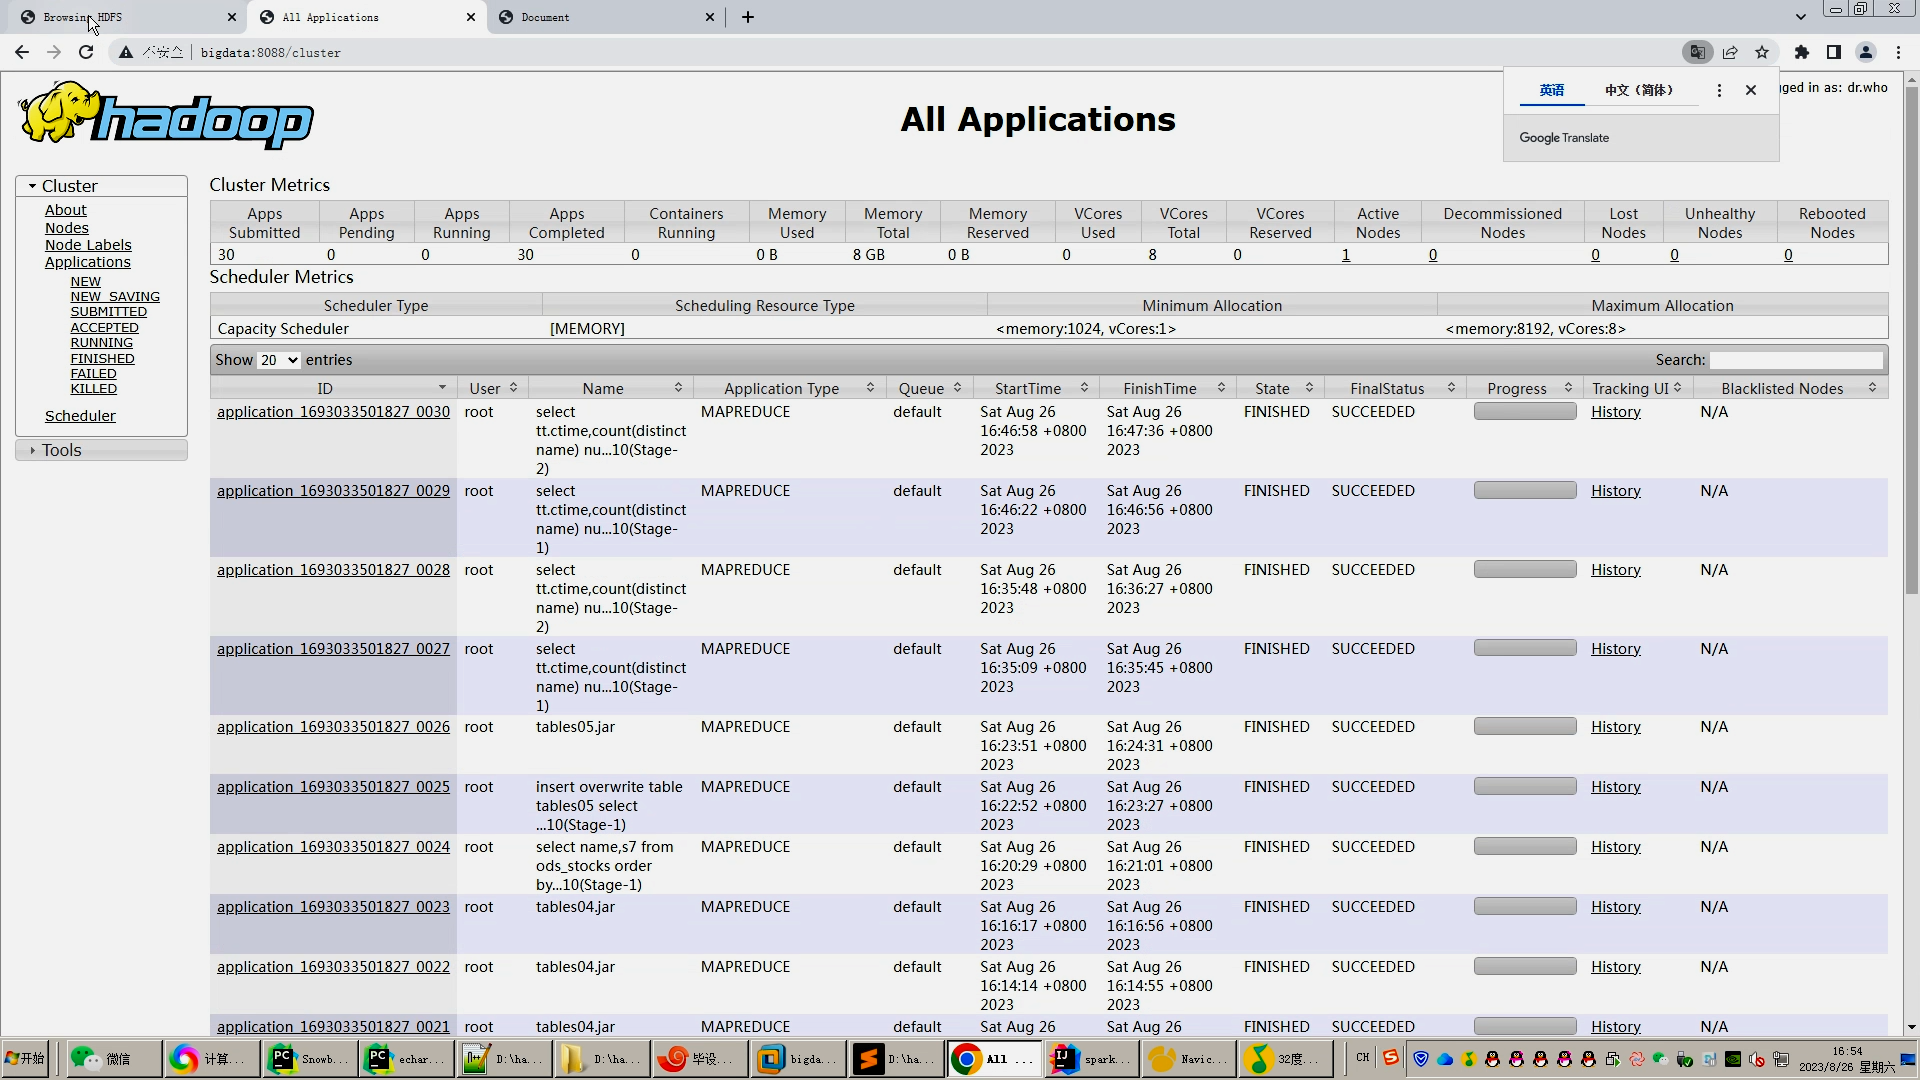 Browsing HDFS
All Applications
Document
不安全 bigdata:8088/cluster
英语 中文（简体）
Google Translate
ged in as: dr.who
hadoop
All Applications
Cluster
About
Nodes
Node Labels
Applications
NEW
NEW_SAVING
SUBMITTED
ACCEPTED
RUNNING
FINISHED
FAILED
KILLED
Scheduler
Tools
Cluster Metrics
Apps Submitted Apps Pending Apps Running Apps Completed Containers Running Memory Used Memory Total Memory Reserved VCores Used VCores Total VCores Reserved Active Nodes Decommissioned Nodes Lost Nodes Unhealthy Nodes Rebooted Nodes
30 0 0 30 0 0 B 8 GB 0 B 0 8 0 1 0 0 0 0
Scheduler Metrics
Scheduler Type Scheduling Resource Type Minimum Allocation Maximum Allocation
Capacity Scheduler [MEMORY] <memory:1024, vCores:1> <memory:8192, vCores:8>
Show 20 entries Search:
ID User Name Application Type Queue StartTime FinishTime State FinalStatus Progress Tracking UI Blacklisted Nodes
application_1693033501827_0030 root select MAPREDUCE default Sat Aug 26 Sat Aug 26 FINISHED SUCCEEDED History N/A
tt.ctime,count(distinct 16:46:58 +0800 16:47:36 +0800
name) nu...10(Stage- 2023 2023
2)
application_1693033501827_0029 root select MAPREDUCE default Sat Aug 26 Sat Aug 26 FINISHED SUCCEEDED History N/A
tt.ctime,count(distinct 16:46:22 +0800 16:46:56 +0800
name) nu...10(Stage- 2023 2023
1)
application_1693033501827_0028 root select MAPREDUCE default Sat Aug 26 Sat Aug 26 FINISHED SUCCEEDED History N/A
tt.ctime,count(distinct 16:35:48 +0800 16:36:27 +0800
name) nu...10(Stage- 2023 2023
2)
application_1693033501827_0027 root select MAPREDUCE default Sat Aug 26 Sat Aug 26 FINISHED SUCCEEDED History N/A
tt.ctime,count(distinct 16:35:09 +0800 16:35:45 +0800
name) nu...10(Stage- 2023 2023
1)
application_1693033501827_0026 root tables05.jar MAPREDUCE default Sat Aug 26 Sat Aug 26 FINISHED SUCCEEDED History N/A
16:23:51 +0800 16:24:31 +0800
2023 2023
application_1693033501827_0025 root insert overwrite table MAPREDUCE default Sat Aug 26 Sat Aug 26 FINISHED SUCCEEDED History N/A
tables05 select 16:22:52 +0800 16:23:27 +0800
...10(Stage-1) 2023 2023
application_1693033501827_0024 root select name,s7 from MAPREDUCE default Sat Aug 26 Sat Aug 26 FINISHED SUCCEEDED History N/A
ods_stocks order 16:20:29 +0800 16:21:01 +0800
by...10(Stage-1) 2023 2023
application_1693033501827_0023 root tables04.jar MAPREDUCE default Sat Aug 26 Sat Aug 26 FINISHED SUCCEEDED History N/A
16:16:17 +0800 16:16:56 +0800
2023 2023
application_1693033501827_0022 root tables04.jar MAPREDUCE default Sat Aug 26 Sat Aug 26 FINISHED SUCCEEDED History N/A
16:14:14 +0800 16:14:55 +0800
2023 2023
application_1693033501827_0021 root tables04.jar MAPREDUCE default Sat Aug 26 Sat Aug 26 FINISHED SUCCEEDED History N/A
开始 微信 计算... Snowb... echar... D:\ha... D:\ha... 毕设... bigda... D:\ha... All ... spark... Navic... 32度... CH 16:54
2023/8/26 星期六